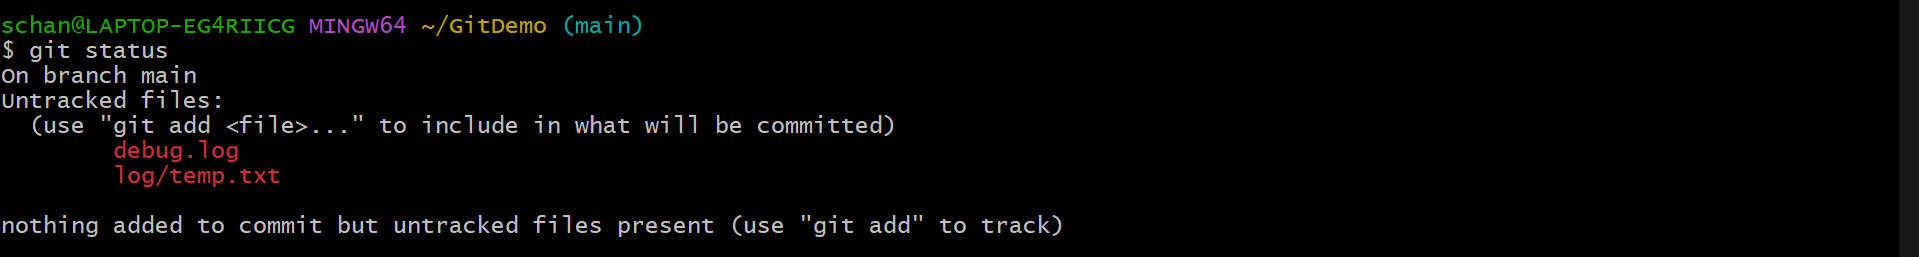 schan@LAPTOP-EG4RIICG MINGW64 ~/GitDemo (main)
$ git status
On branch main
Untracked files:
  (use "git add <file>..." to include in what will be committed)
        debug.log
        log/temp.txt

nothing added to commit but untracked files present (use "git add" to track)